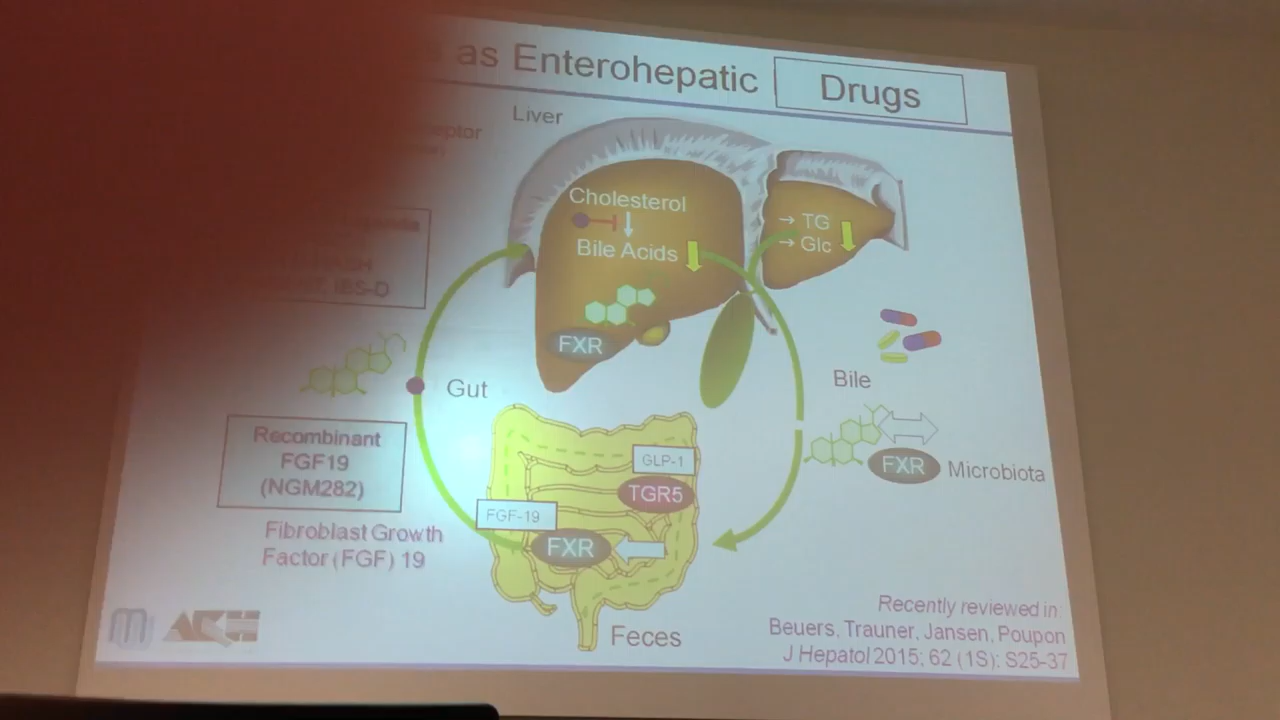 as Enterohepatic Drugs
Liver
Cholesterol
Bile Acids
→ TG
→ Glc
FXR
IBS-D
Gut
Bile
Recombinant
FGF19
(NGM282)
GLP-1
TGR5
FXR
Microbiota
FGF-19
FXR
Fibroblast Growth
Factor (FGF) 19
Feces
Recently reviewed in:
Beuers, Trauner, Jansen, Poupon
J Hepatol 2015; 62 (1S): S25-37